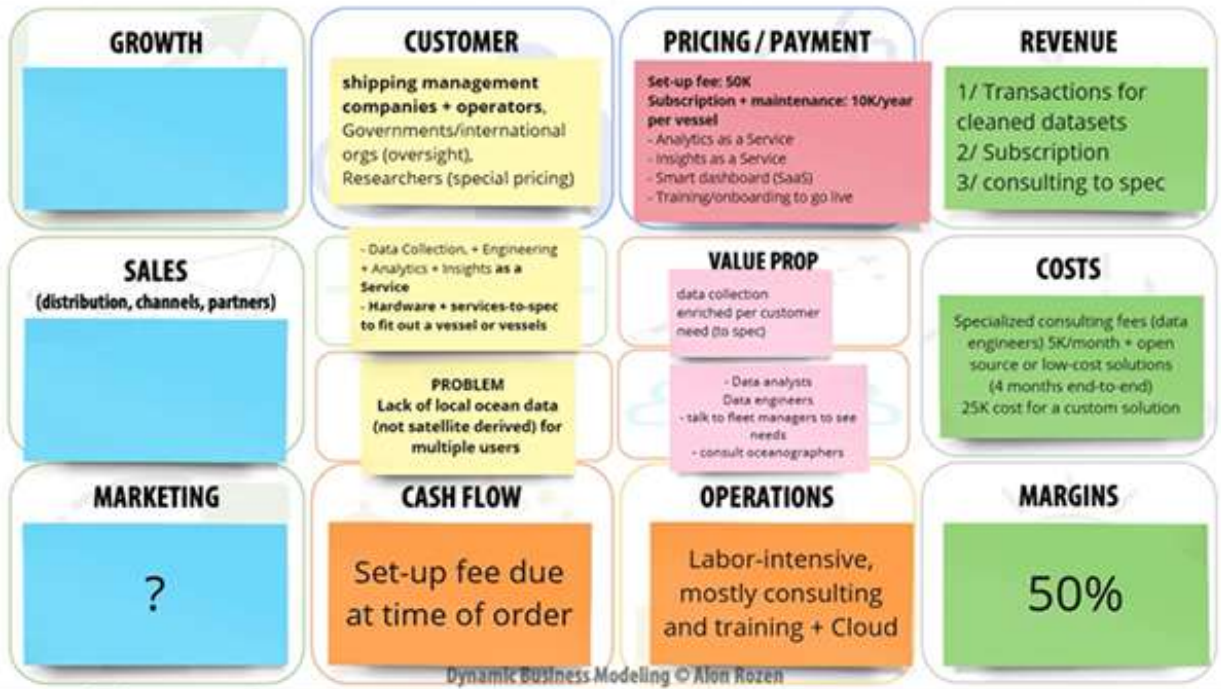 GROWTH
CUSTOMER
shipping management
companies + operators,
Governments/international
orgs (oversight),
Researchers (special pricing)
PRICING / PAYMENT
Set-up fee: 50K
Subscription + maintenance: 10K/year
per vessel
- Analytics as a Service
- Insights as a Service
- Smart dashboard (SaaS)
- Training/onboarding to go live
REVENUE
1/ Transactions for
cleaned datasets
2/ Subscription
3/ consulting to spec
SALES
(distribution, channels, partners)
- Data Collection, + Engineering
+ Analytics + Insights as a
Service
- Hardware + services-to-spec
to fit out a vessel or vessels
VALUE PROP
data collection
enriched per customer
need (to spec)
COSTS
Specialized consulting fees (data
engineers) 5K/month + open
source or low-cost solutions
(4 months end-to-end)
25K cost for a custom solution
PROBLEM
Lack of local ocean data
(not satellite derived) for
multiple users
- Data analysts
Data engineers
- talk to fleet managers to see
needs
- consult oceanographers
MARKETING
?
CASH FLOW
Set-up fee due
at time of order
OPERATIONS
Labor-intensive,
mostly consulting
and training + Cloud
MARGINS
50%
Dynamic Business Modeling © Alon Rozen